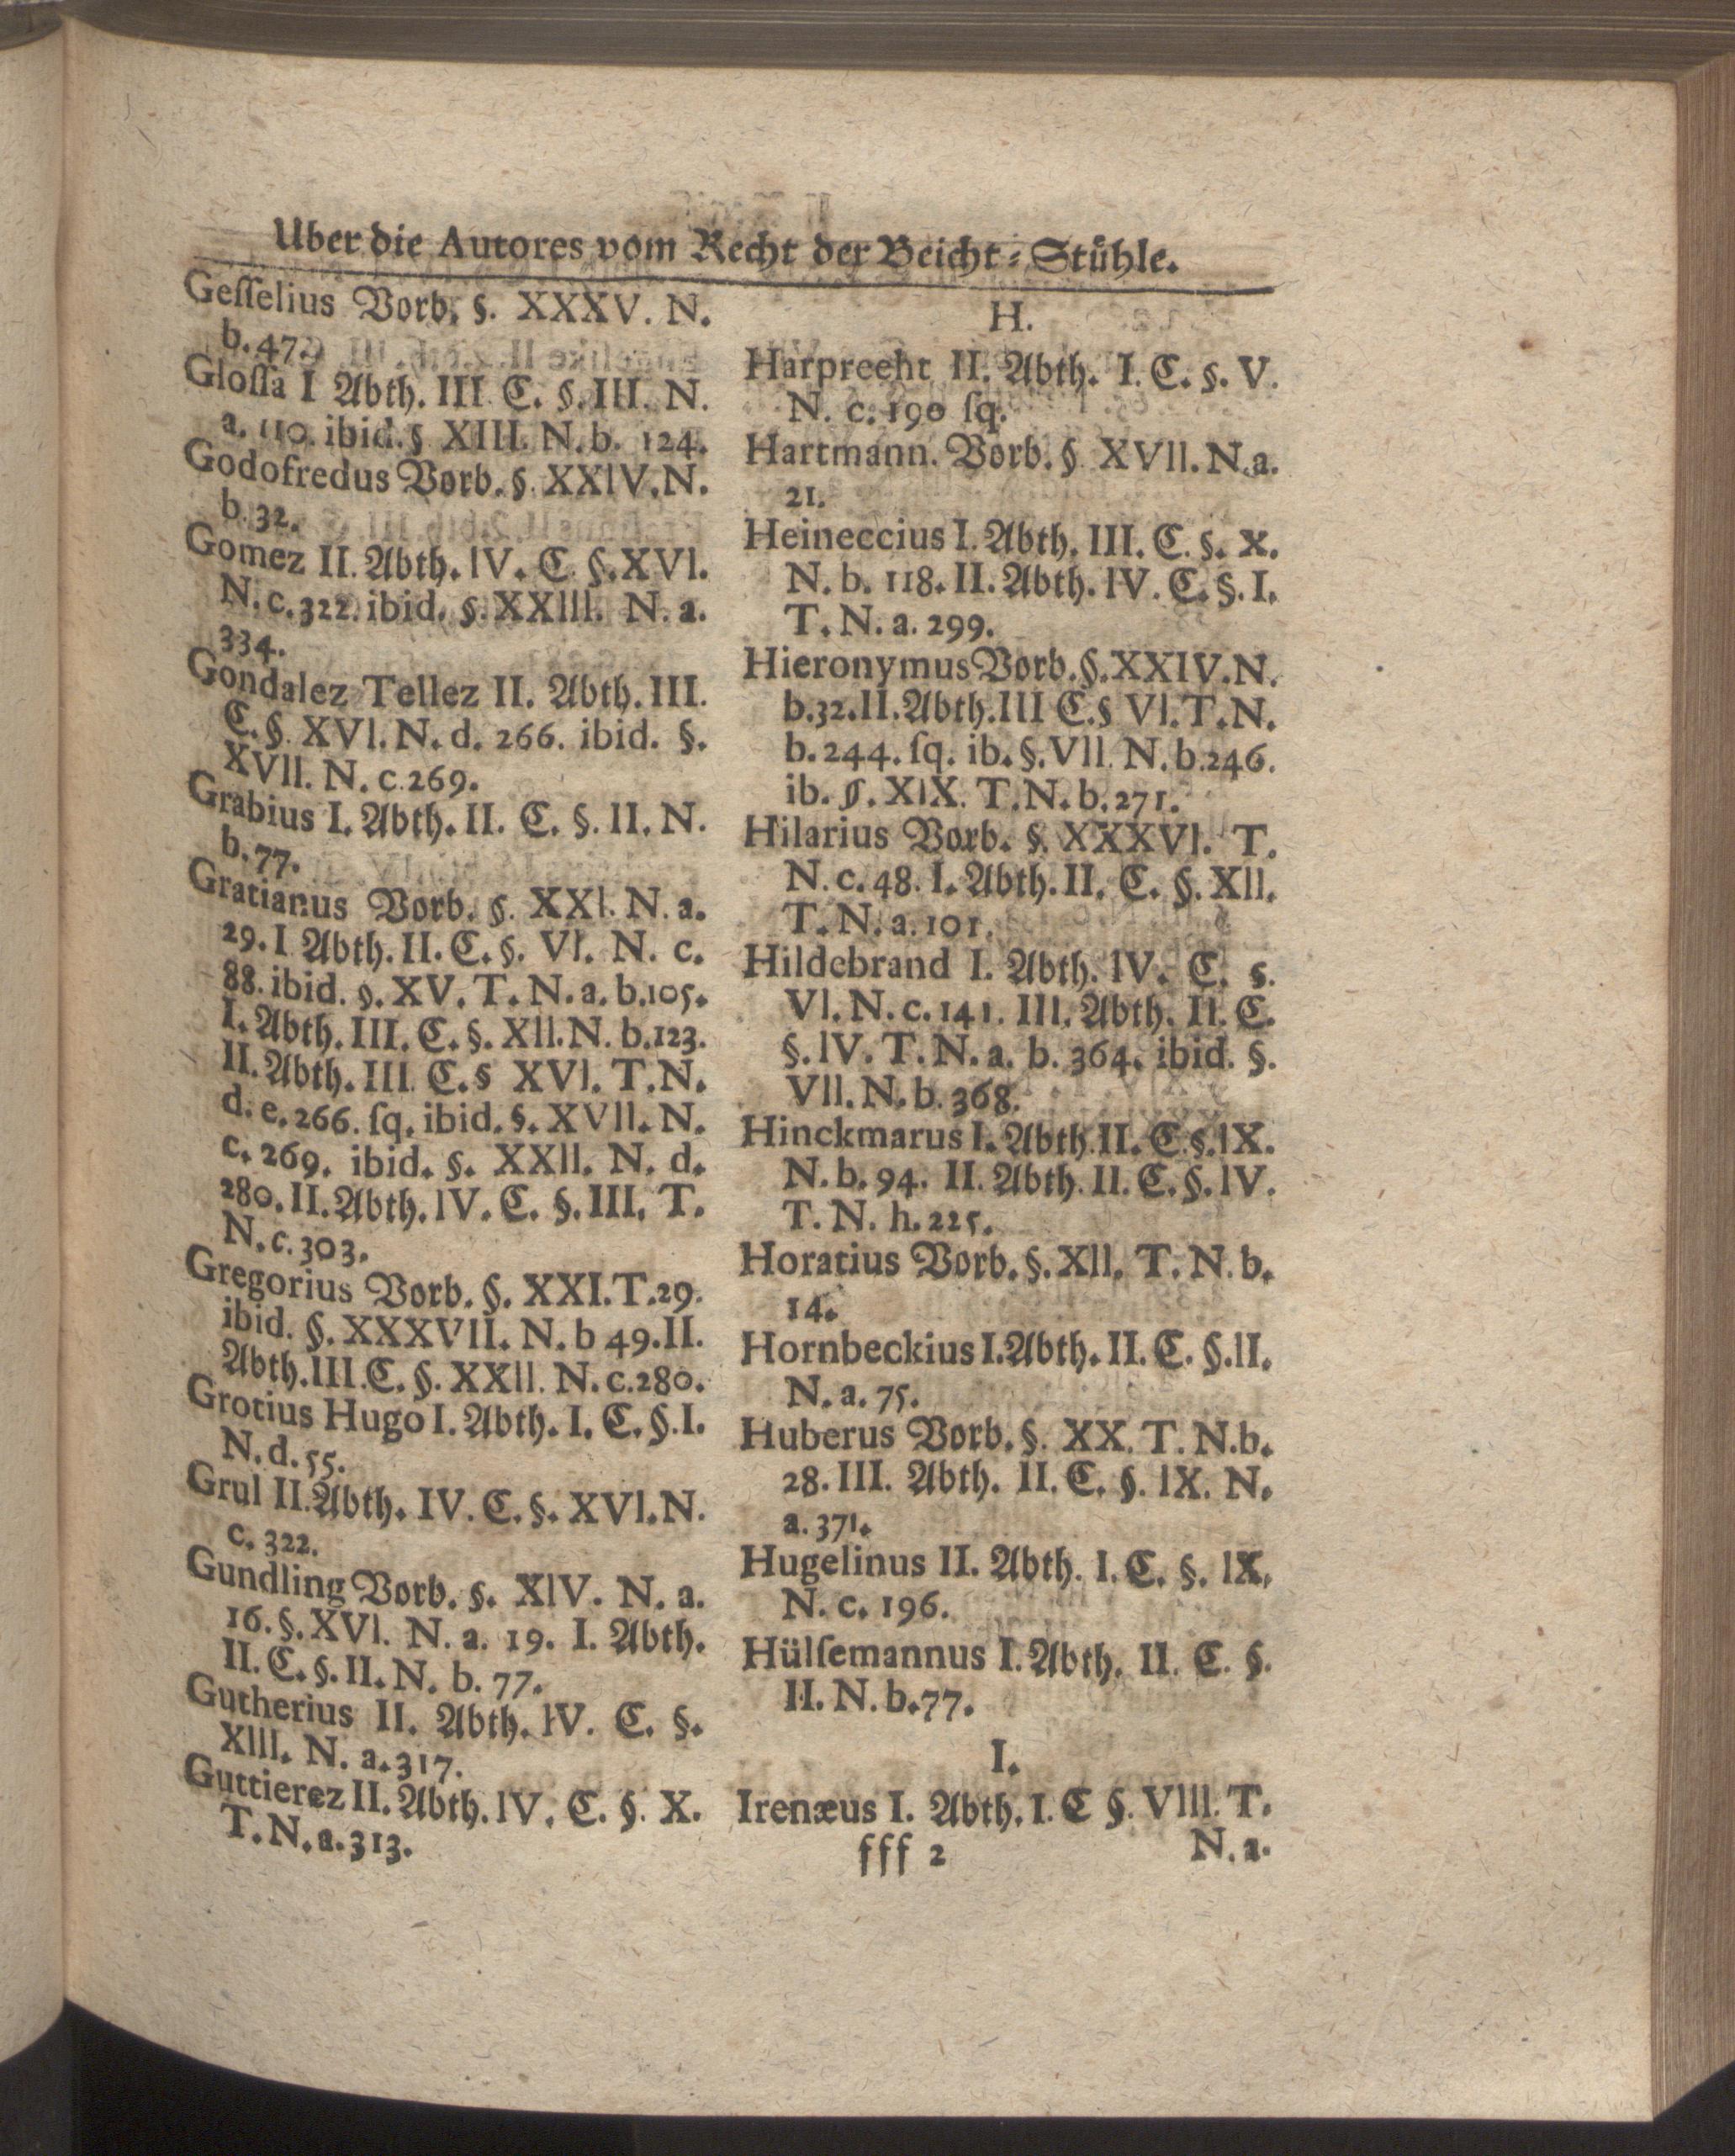 Uber die Autores vom Recht der Beicht-Stühle.
Geſſelius Vorb. §. XXXV. N.
b. 47.
Gloſſa I Abth. III C. §. III. N.
a. 110. ibid. § XIII. N. b. 124.
Godofredus Vorb. §. XXIV. N.
b. 32.
Gomez II. Abth. IV. C. §. XVI.
N. c. 322. ibid. §. XXIII. N. a.
334.
Gondalez Tellez II. Abth. III.
C. §. XVI. N. d. 266. ibid. §.
XVII. N. c. 269.
Grabius I. Abth. II. C. §. II. N.
b. 77.
Gratianus Vorb. §. XXI. N. a.
29. I Abth. II. C. §. VI. N. c.
88. ibid. §. XV. T. N. a. b. 105.
I. Abth. III. C. §. XII. N. b. 123.
II. Abth. III C. § XVI. T. N.
d. e. 266. ſq. ibid. §. XVII. N.
c. 269. ibid. §. XXII. N. d.
280. II. Abth. IV. C. §. III. T.
N. c. 303.
Gregorius Vorb. §. XXI. T. 29.
ibid. §. XXXVII. N. b 49. II.
Abth. III. C. §. XXII. N. c. 280.
Grotius Hugo I. Abth. I. C. §. I.
N. d. 55.
Grul II. Abth. IV. C. §. XVI. N.
c. 322.
Gundling Vorb. §. XIV. N. a.
16. §. XVI. N. a. 19. I. Abth.
II. C. §. II. N. b. 77.
Gutherius II. Abth. IV. C. §.
XIII. N. a. 317.
Guttierez II. Abth. IV. C. §. X.
T. N. a. 313.
H.
Harprecht II. Abth. I. C. §. V.
N. c. 190 ſq.
Hartmann. Vorb. § XVII. N. a.
21.
Heineccius I. Abth. III. C. §. X.
N. b. 118. II. Abth. IV. C. §. I.
T. N. a. 299.
Hieronymus Vorb. §. XXIV. N.
b. 32. II. Abth. III C. § VI. T. N.
b. 244. ſq. ib. §. VII. N. b. 246.
ib. §. XIX. T. N. b. 271.
Hilarius Vorb. §. XXXVI. T.
N. c. 48. I. Abth. II. C. §. XII.
T. N. a. 101.
Hildebrand I. Abth. IV. C. §.
VI. N. c. 141. III. Abth. II. C.
§. IV. T. N. a. b. 364. ibid. §.
VII. N. b. 368.
Hinckmarus I. Abth. II. C. §. IX.
N. b. 94. II. Abth. II. C. §. IV.
T. N. h. 225.
Horatius Vorb. §. XII. T. N. b.
14.
Hornbeckius I. Abth. II. C. §. II.
N. a. 75.
Huberus Vorb. §. XX. T. N. b.
28. III. Abth. II. C. §. IX. N.
a. 371.
Hugelinus II. Abth. I. C. §. IX.
N. c. 196.
Hülſemannus I. Abth. II. C. §.
II. N. b. 77.
I.
Irenæus I. Abth. I. C §. VIII. T.
fff 2 N. a.